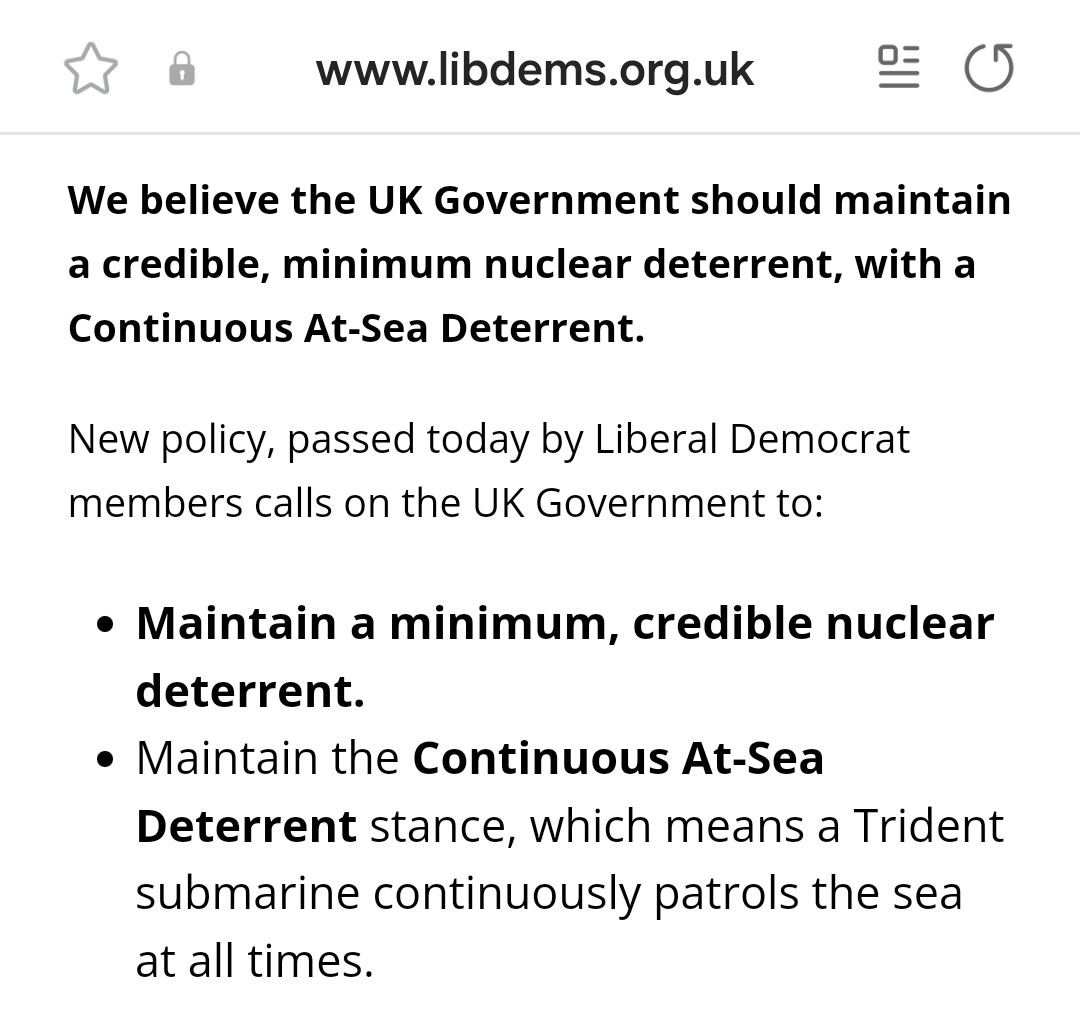 www.libdems.org.uk
We believe the UK Government should maintain
a credible, minimum nuclear deterrent, with a
Continuous At-Sea Deterrent.
New policy, passed today by Liberal Democrat
members calls on the UK Government to:
• Maintain a minimum, credible nuclear
deterrent.
• Maintain the Continuous At-Sea
Deterrent stance, which means a Trident
submarine continuously patrols the sea
at all times.